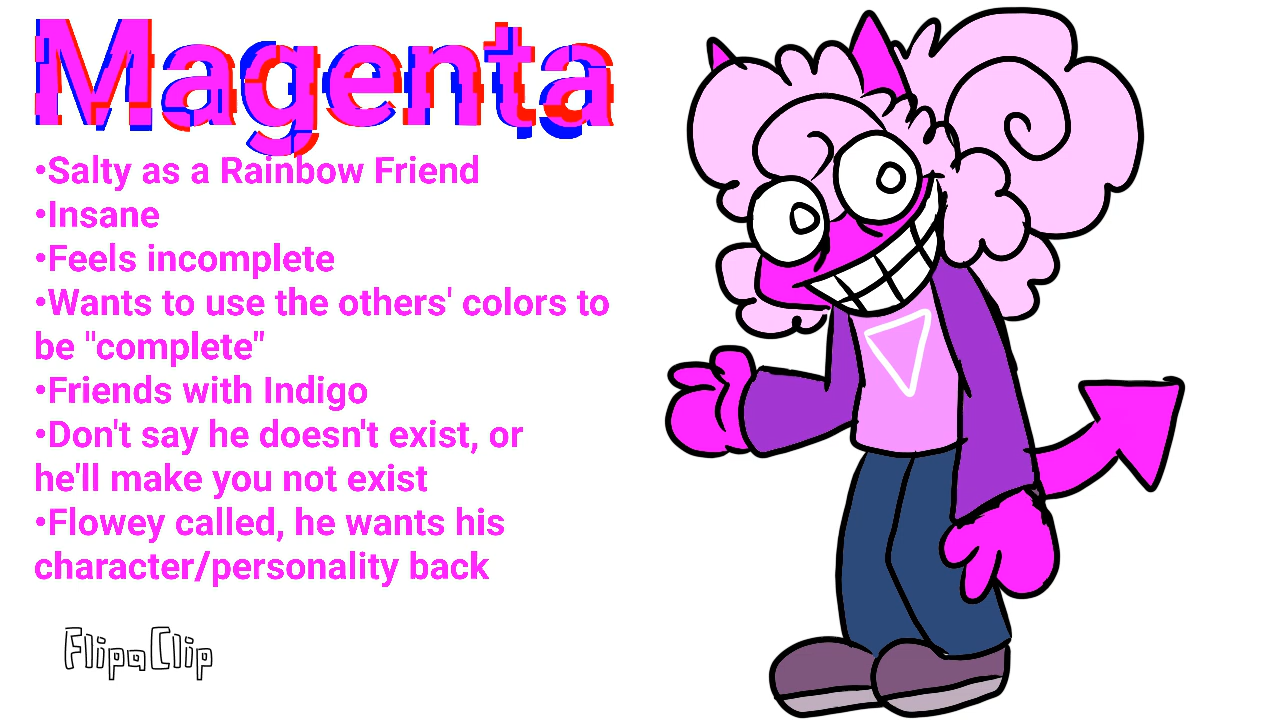 Magenta
•Salty as a Rainbow Friend
•Insane
•Feels incomplete
•Wants to use the others' colors to
be "complete"
•Friends with Indigo
•Don't say he doesn't exist, or
he'll make you not exist
•Flowey called, he wants his
character/personality back
FlipaClip